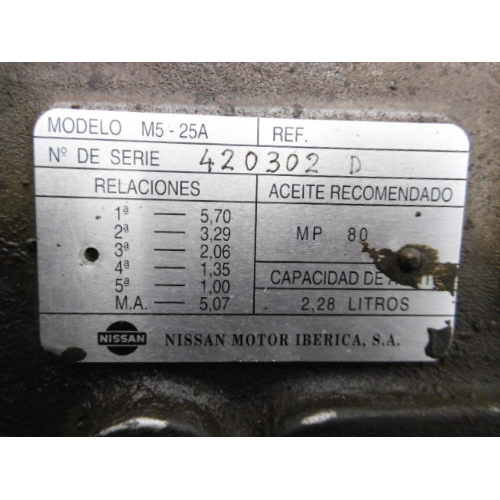 MODELO M5 - 25A REF.
Nº DE SERIE 420302 D
RELACIONES
1ª — 5,70
2ª — 3,29
3ª — 2,06
4ª — 1,35
5ª — 1,00
M.A. — 5,07
ACEITE RECOMENDADO
MP 80
CAPACIDAD DE
2,28 LITROS
NISSAN NISSAN MOTOR IBERICA, S.A.